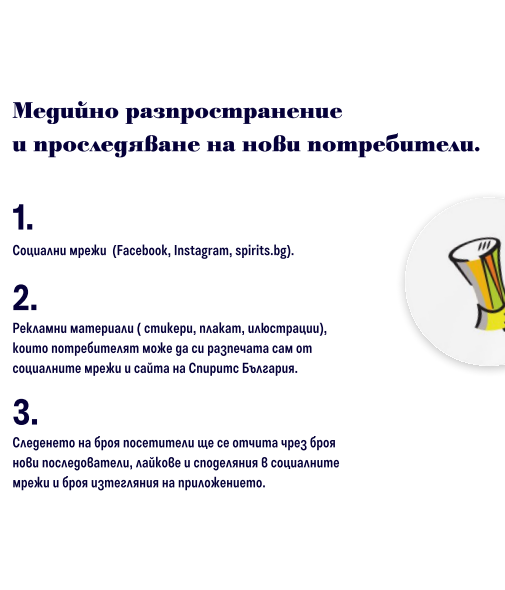 Медийно разпространение
и проследяване на нови потребители.
1.
Социални мрежи (Facebook, Instagram, spirits.bg).
2.
Рекламни материали ( стикери, плакат, илюстрации),
които потребителят може да си разпечата сам от
социалните мрежи и сайта на Спиритс България.
3.
Следенето на броя посетители ще се отчита чрез броя
нови последователи, лайкове и споделяния в социалните
мрежи и броя изтегляния на приложението.